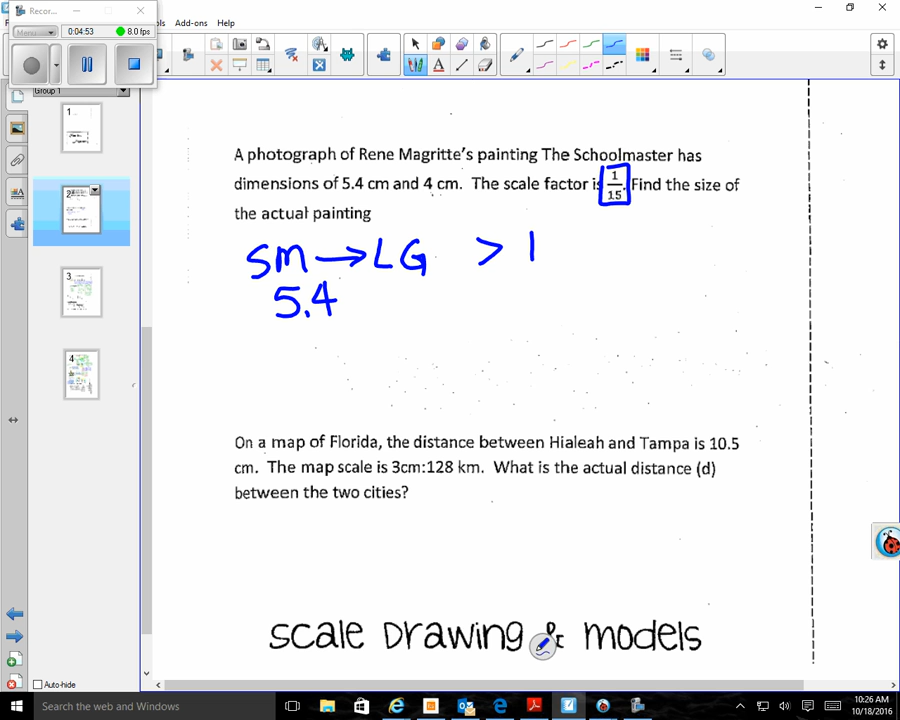 Recor...
Menu
0:04:53
8.0 fps
ols Add-ons Help
Group 1
1
2
3
4
A photograph of Rene Magritte's painting The Schoolmaster has
dimensions of 5.4 cm and 4 cm. The scale factor is 1/15. Find the size of
the actual painting
SM → LG > 1
5.4
On a map of Florida, the distance between Hialeah and Tampa is 10.5
cm. The map scale is 3cm:128 km. What is the actual distance (d)
between the two cities?
scale Drawing & models
Auto-hide
Search the web and Windows
10:26 AM
10/18/2016